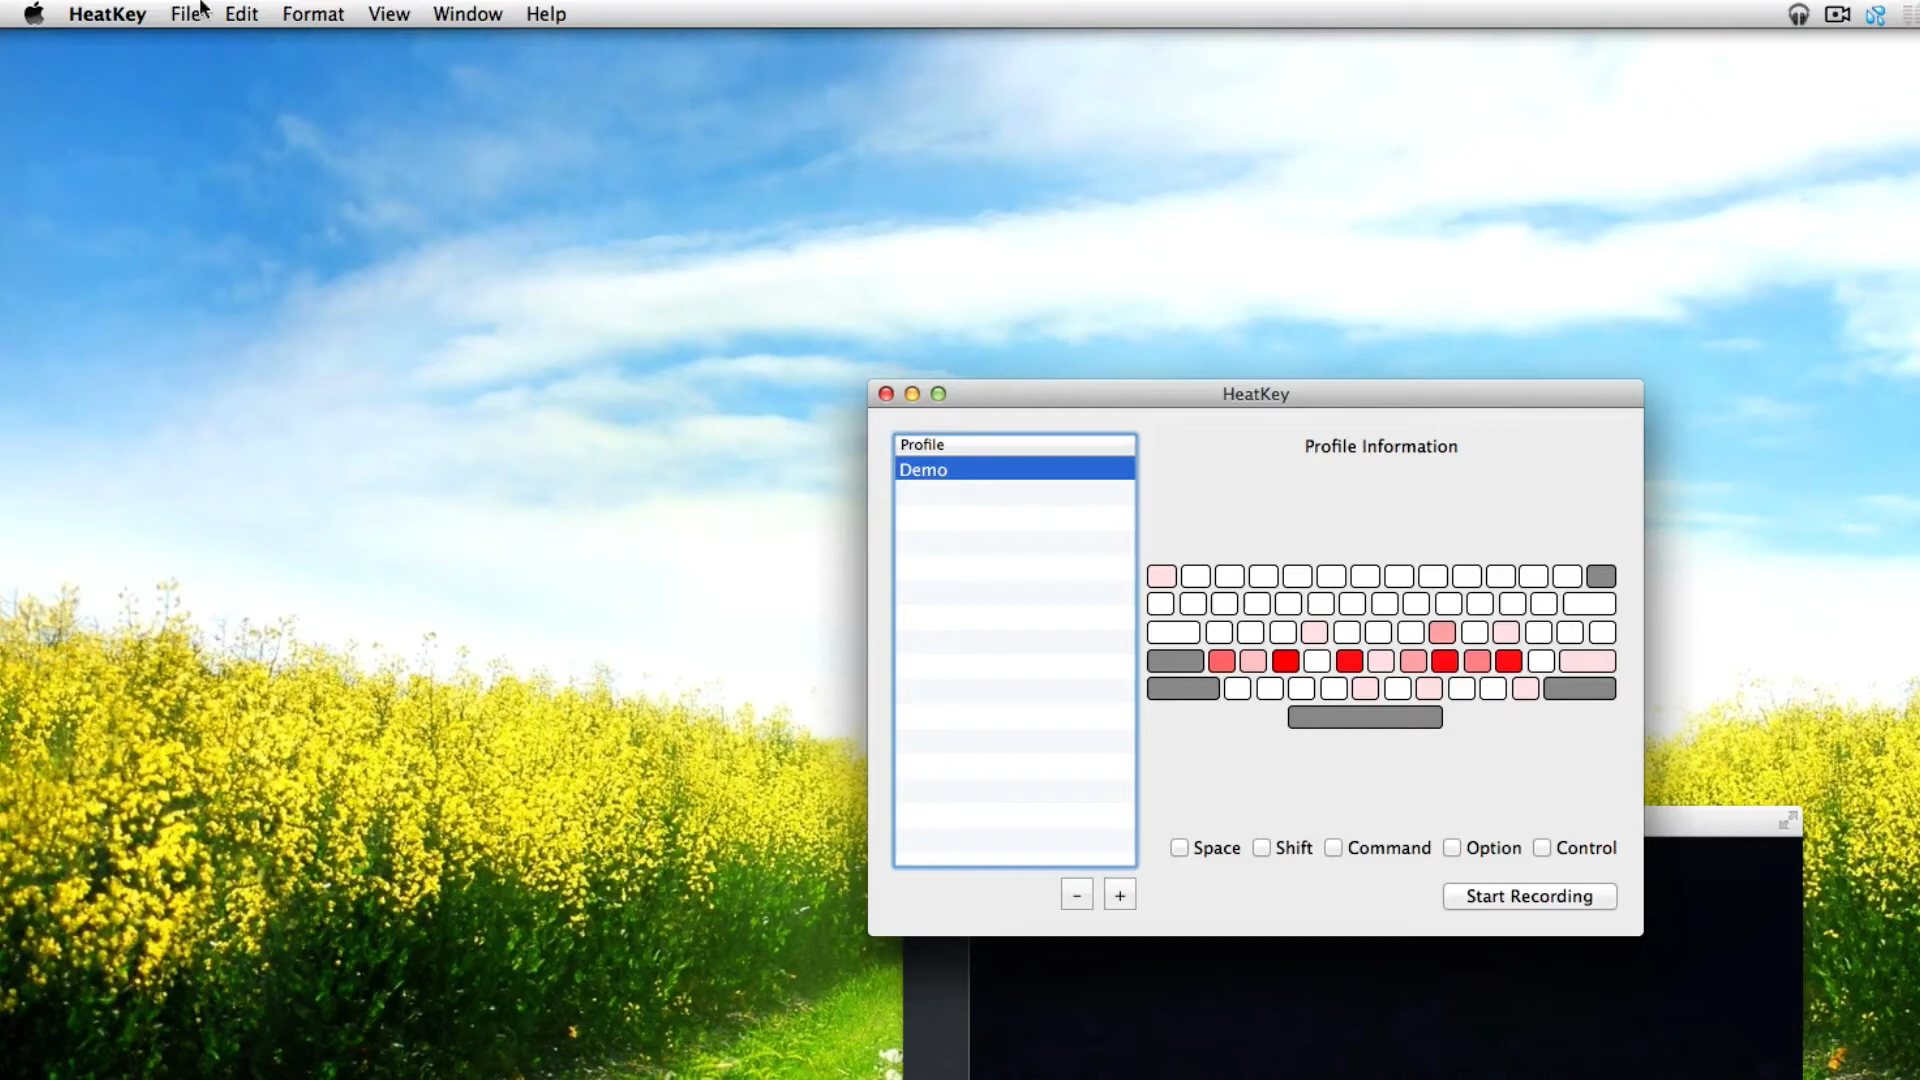 HeatKey File Edit Format View Window Help
HeatKey
Profile
Profile Information
Demo
Space Shift Command Option Control
- +
Start Recording